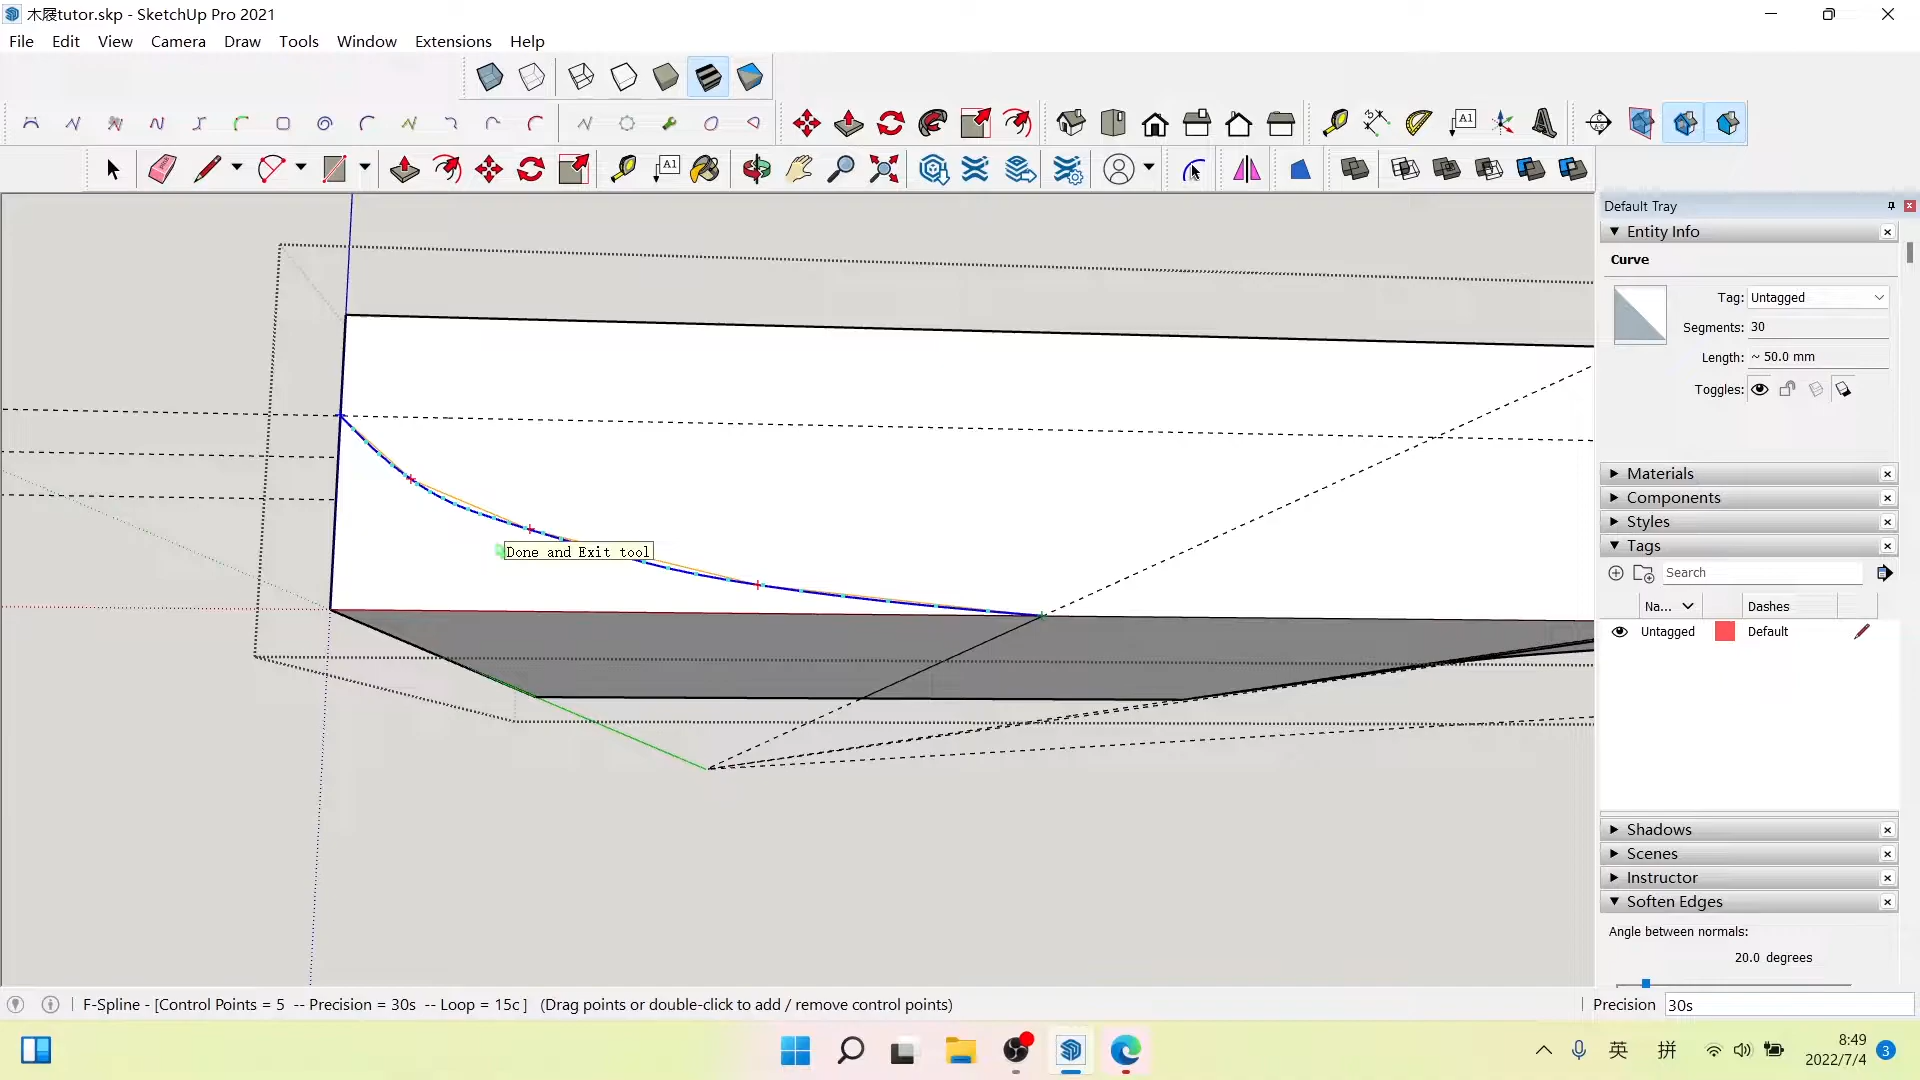 木屐tutor.skp - SketchUp Pro 2021
File Edit View Camera Draw Tools Window Extensions Help
A1
A1
Default Tray
Entity Info
Curve
Tag: Untagged
Segments: 30
Length: ~ 50.0 mm
Toggles:
Materials
Components
Styles
Tags
Search
Na... Dashes
Untagged Default
Done and Exit tool
Shadows
Scenes
Instructor
Soften Edges
Angle between normals:
20.0 degrees
F-Spline - [Control Points = 5 -- Precision = 30s -- Loop = 15c ] (Drag points or double-click to add / remove control points)
Precision 30s
英 拼
8:49
2022/7/4
3